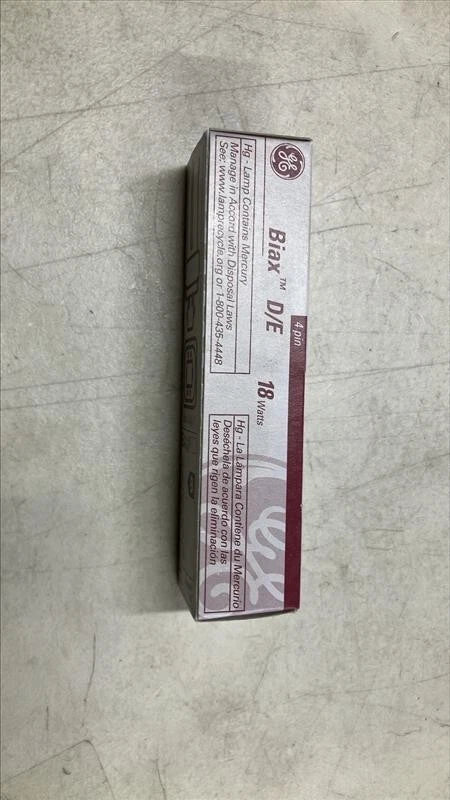 GE
Biax™ D/E
4 pin
18 Watts
Hg - Lamp Contains Mercury
Manage in Accord with Disposal Laws
See: www.lamprecycle.org or 1-800-435-4448
Hg - La Lámpara Contiene du Mercurio
Deséchela de acuerdo con las
leyes que rigen la eliminación